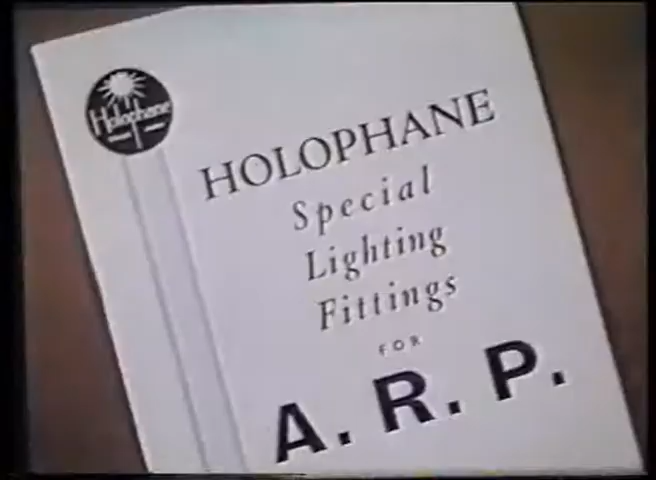 Holophane
HOLOPHANE
Special
Lighting
Fittings
FOR
A. R. P.